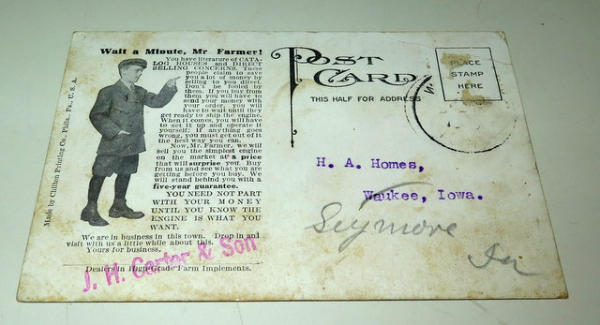 Wait a Minute, Mr Farmer!
You have literature of CATA-
LOG HOUSES and DIRECT
SELLING CONCERNS. These
people claim to save
you a lot of money by
selling to you direct.
Don't be fooled by
them. If you buy from
them you will have to
send your money with
your order, you will
have to wait until they
get ready to ship the engine.
When it comes, you will have
to set it up and operate it
yourself; if anything goes
wrong, you must get out of it
the best way you can.
Now, Mr. Farmer, we will
sell you the simplest engine
on the market at a price
that will surprise you. Buy
from us and see what you are
getting before you buy. We
will stand behind you with a
five-year guarantee.
YOU NEED NOT PART
WITH YOUR MONEY
UNTIL YOU KNOW THE
ENGINE IS WHAT YOU
WANT.
We are in business in this town. Drop in and
visit with us a little while about this.
Yours for business,
J. H. Carter & Son
Dealers in High-Grade Farm Implements.
Made by Chilton Printing Co., Phila., Pa., U. S. A.
POST
CARD
THIS HALF FOR ADDRESS
PLACE
STAMP
HERE
H. A. Homes,
Waukee, Iowa.
Seymore
Ia